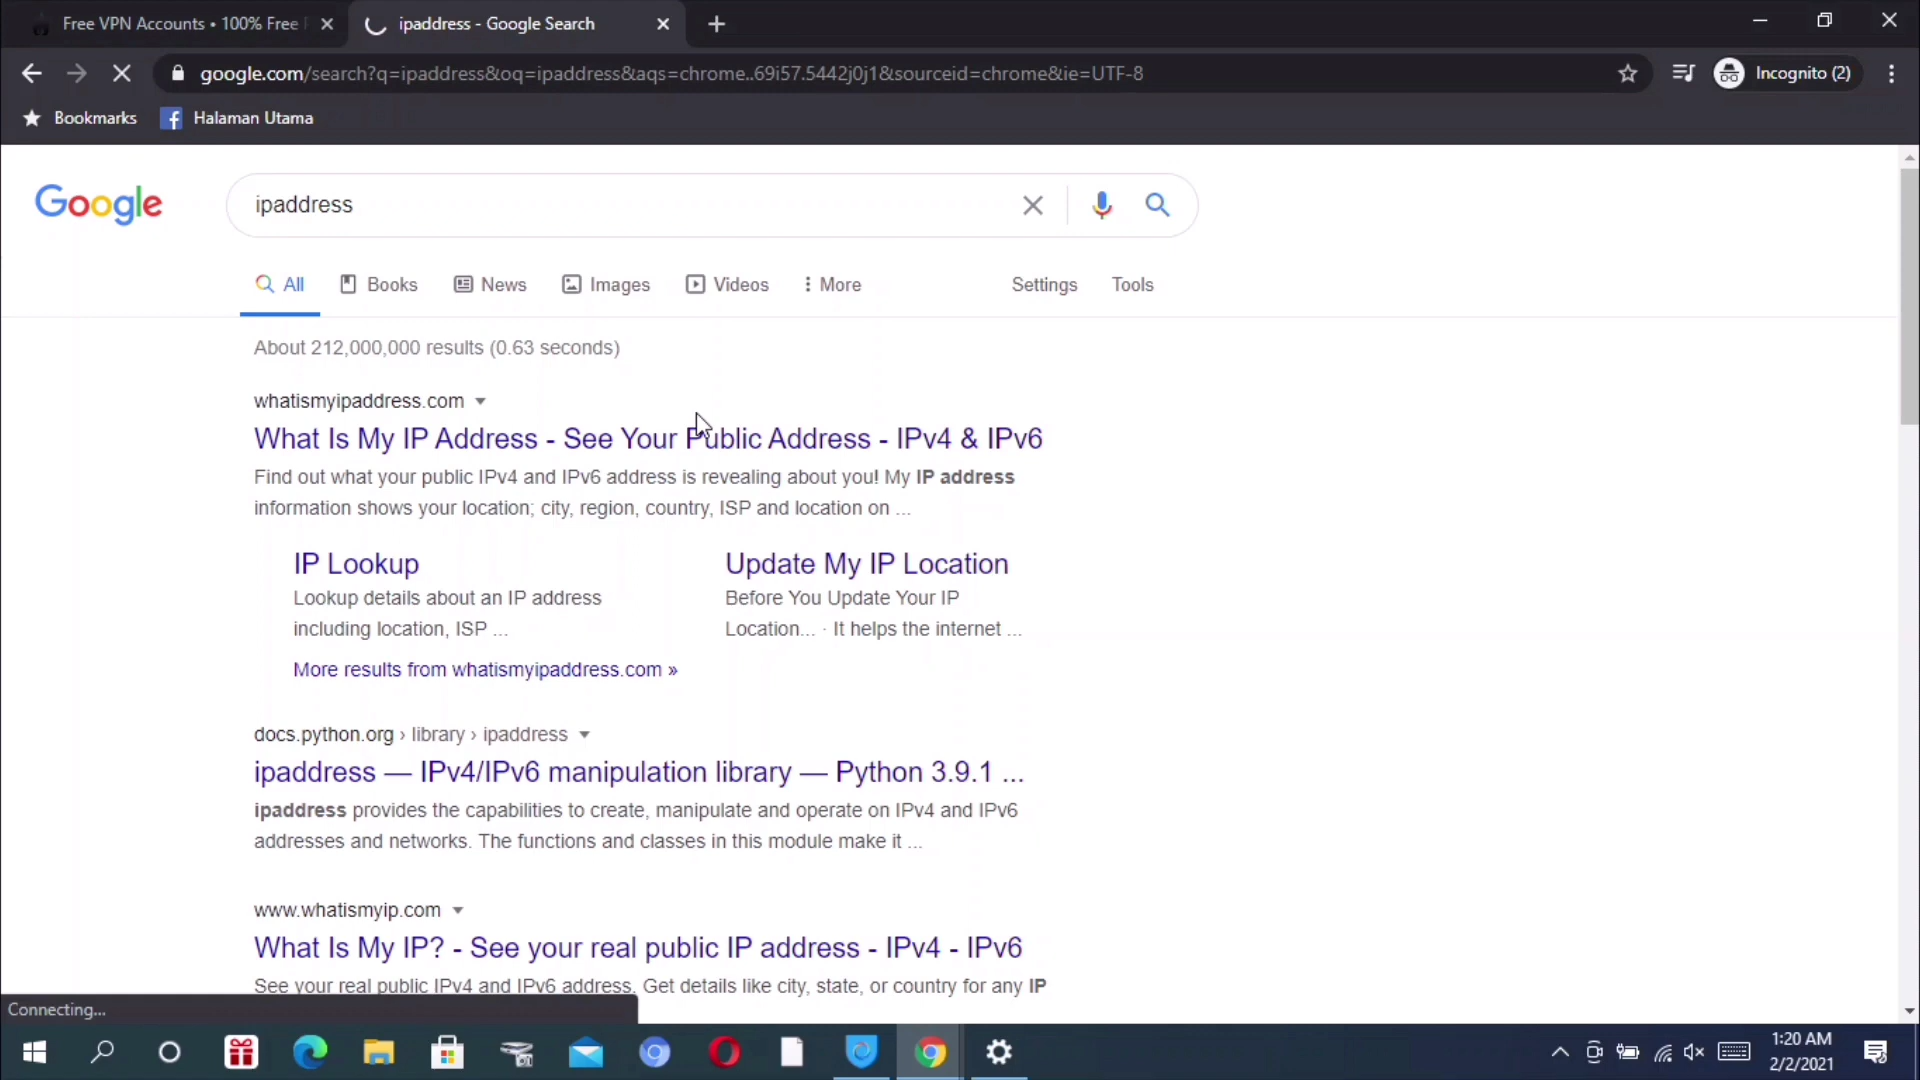 Free VPN Accounts • 100% Free
ipaddress - Google Search
google.com/search?q=ipaddress&oq=ipaddress&aqs=chrome..69i57.5442j0j1&sourceid=chrome&ie=UTF-8
Incognito (2)
Bookmarks
Halaman Utama
Google
ipaddress
All
Books
News
Images
Videos
More
Settings
Tools
About 212,000,000 results (0.63 seconds)
whatismyipaddress.com
What Is My IP Address - See Your Public Address - IPv4 & IPv6
Find out what your public IPv4 and IPv6 address is revealing about you! My IP address
information shows your location; city, region, country, ISP and location on ...
IP Lookup
Lookup details about an IP address
including location, ISP ...
Update My IP Location
Before You Update Your IP
Location... · It helps the internet ...
More results from whatismyipaddress.com »
docs.python.org › library › ipaddress
ipaddress — IPv4/IPv6 manipulation library — Python 3.9.1 ...
ipaddress provides the capabilities to create, manipulate and operate on IPv4 and IPv6
addresses and networks. The functions and classes in this module make it ...
www.whatismyip.com
What Is My IP? - See your real public IP address - IPv4 - IPv6
See your real public IPv4 and IPv6 address. Get details like city, state, or country for any IP
Connecting...
1:20 AM
2/2/2021